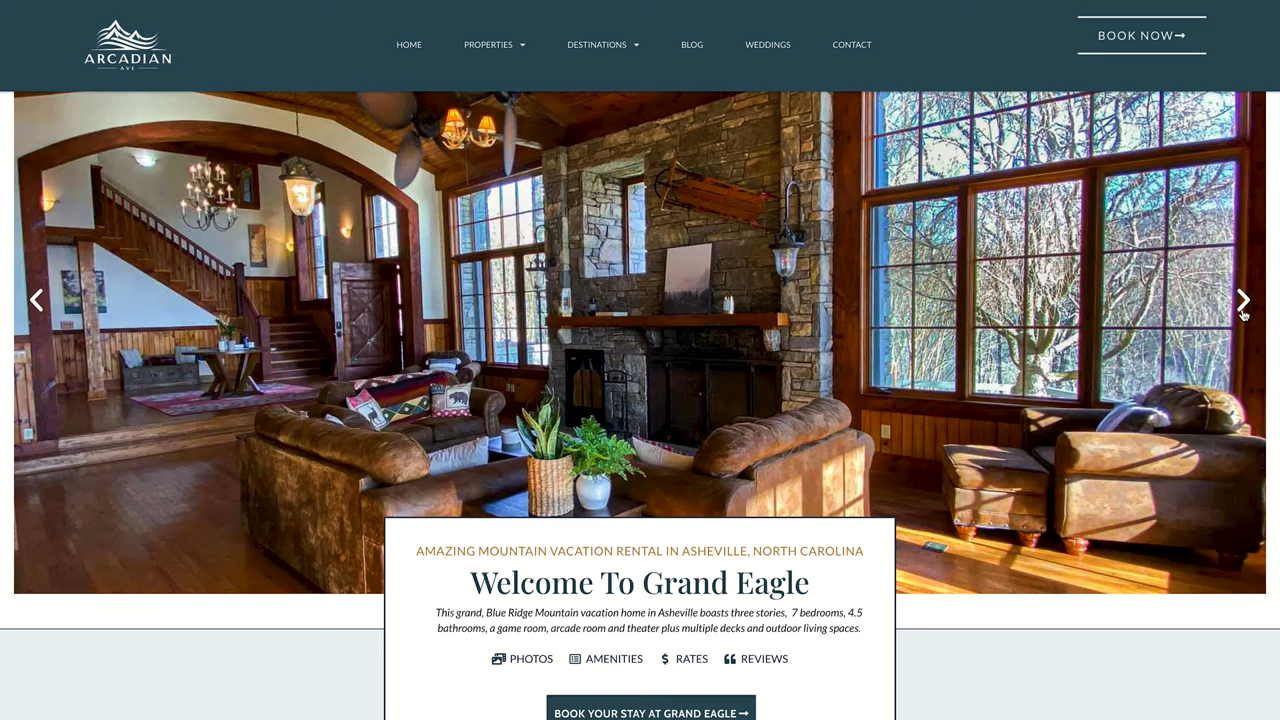 ARCADIAN
AVE
HOME
PROPERTIES
DESTINATIONS
BLOG
WEDDINGS
CONTACT
BOOK NOW
AMAZING MOUNTAIN VACATION RENTAL IN ASHEVILLE, NORTH CAROLINA
Welcome To Grand Eagle
This grand, Blue Ridge Mountain vacation home in Asheville boasts three stories, 7 bedrooms, 4.5
bathrooms, a game room, arcade room and theater plus multiple decks and outdoor living spaces.
PHOTOS
AMENITIES
RATES
REVIEWS
BOOK YOUR STAY AT GRAND EAGLE